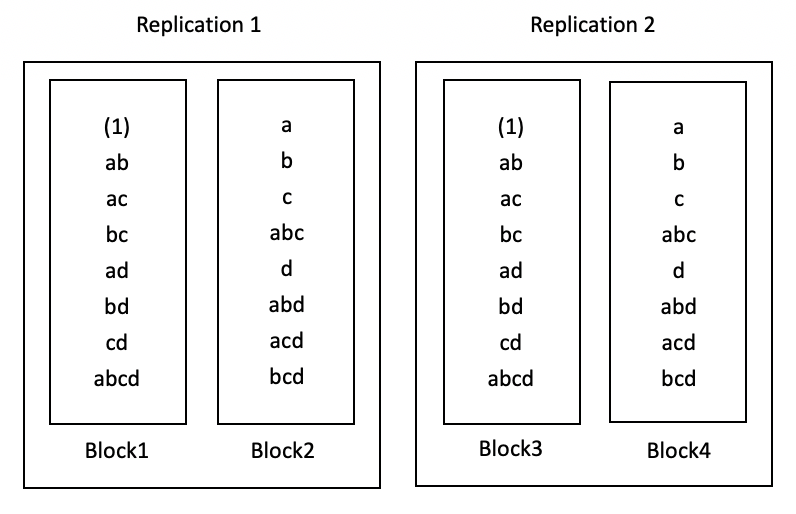 Replication 1
(1)
ab
ac
bc
ad
bd
cd
abcd
Block1
a
b
c
abc
d
abd
acd
bcd
Block2
Replication 2
(1)
ab
ac
bc
ad
bd
cd
abcd
Block3
a
b
c
abc
d
abd
acd
bcd
Block4